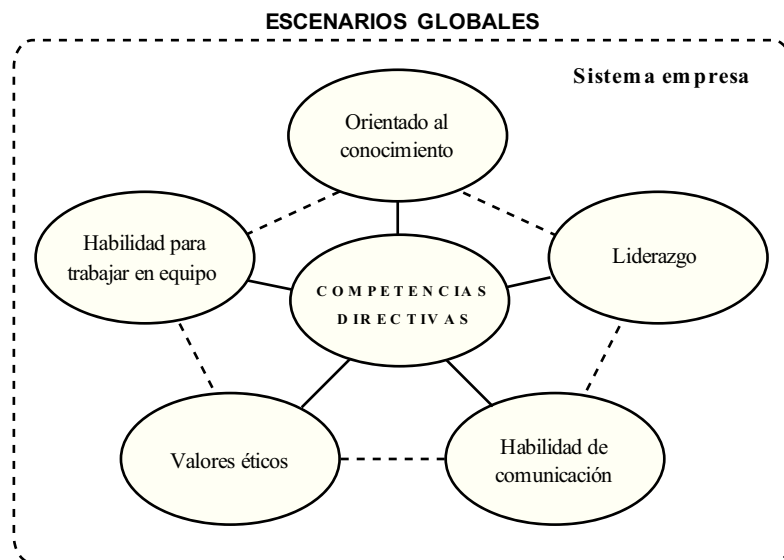 ESCENARIOS GLOBALES
Sistema empresa
Orientado al
conocimiento
Habilidad para
trabajar en equipo
Liderazgo
COMPETENCIAS
DIRECTIVAS
Valores éticos
Habilidad de
comunicación